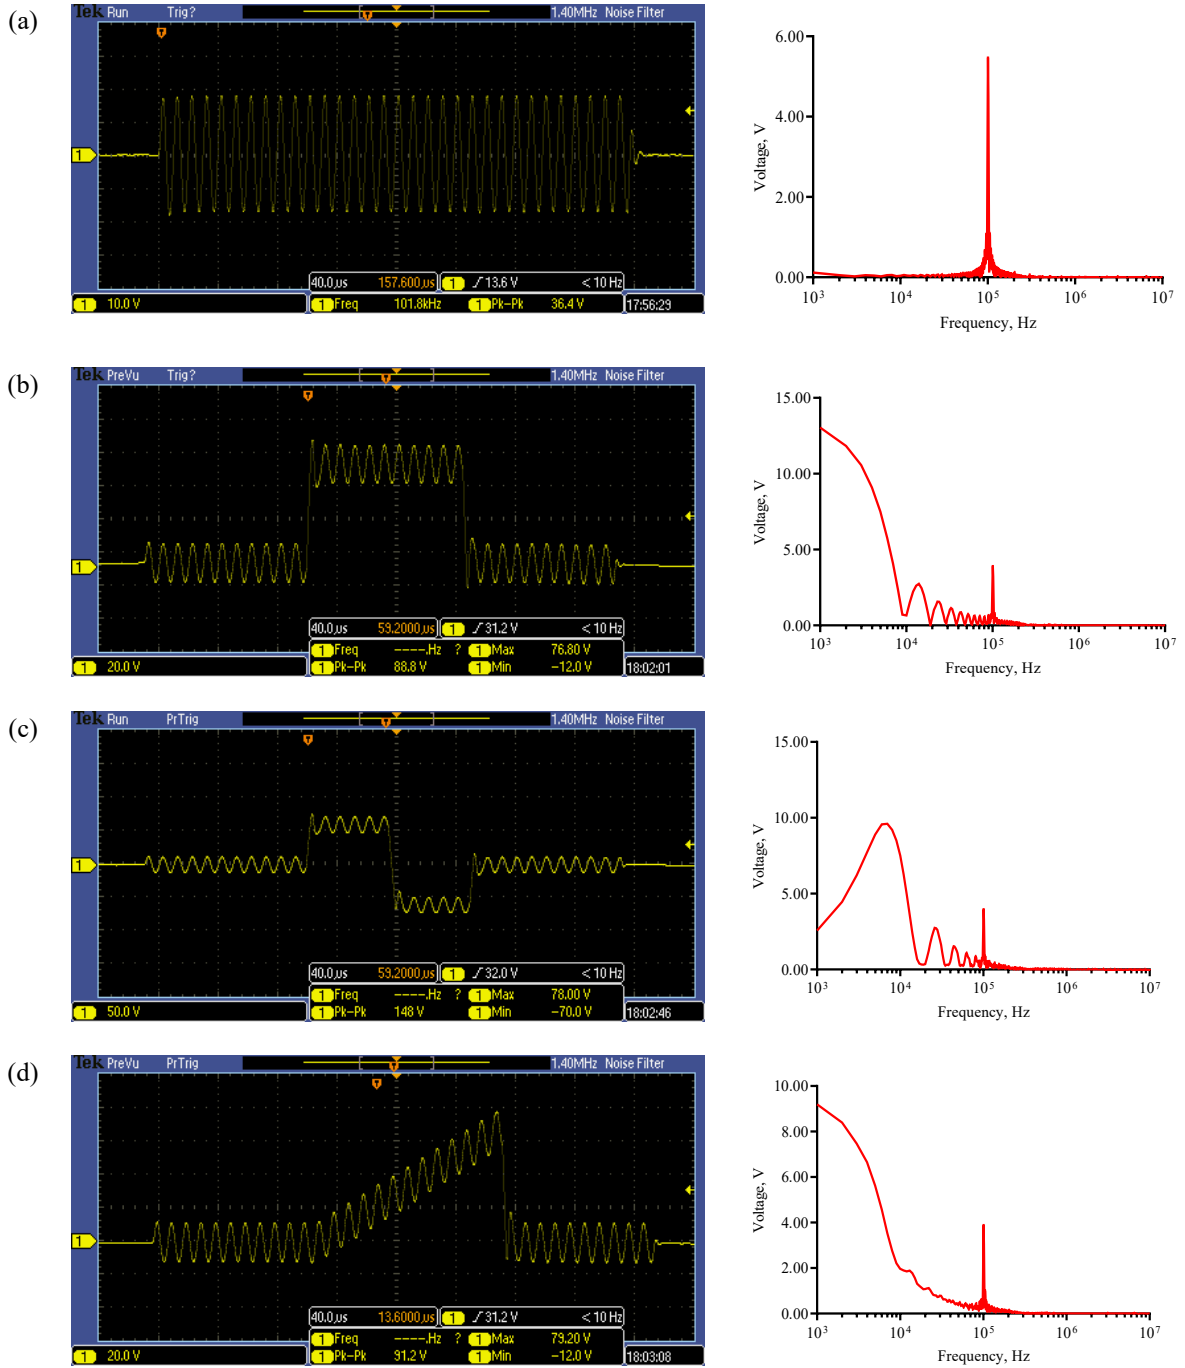 (a)
Tek Run Trig? 1.40MHz Noise Filter
T
T
1
40.0µs 157.600µs 1 13.6 V < 10 Hz
1 10.0 V 1 Freq 101.8kHz 1 Pk-Pk 36.4 V 17:56:29
6.00
4.00
2.00
0.00
Voltage, V
10³ 10⁴ 10⁵ 10⁶ 10⁷
Frequency, Hz
(b)
Tek PreVu Trig? 1.40MHz Noise Filter
T
T
1
40.0µs 59.2000µs 1 31.2 V < 10 Hz
1 Freq ----.Hz ? 1 Max 76.80 V
1 20.0 V 1 Pk-Pk 88.8 V 1 Min -12.0 V 18:02:01
15.00
10.00
5.00
0.00
Voltage, V
10³ 10⁴ 10⁵ 10⁶ 10⁷
Frequency, Hz
(c)
Tek Run PrTrig 1.40MHz Noise Filter
T
T
1
40.0µs 59.2000µs 1 32.0 V < 10 Hz
1 Freq ----.Hz ? 1 Max 78.00 V
1 50.0 V 1 Pk-Pk 148 V 1 Min -70.0 V 18:02:46
15.00
10.00
5.00
0.00
Voltage, V
10³ 10⁴ 10⁵ 10⁶ 10⁷
Frequency, Hz
(d)
Tek PreVu PrTrig 1.40MHz Noise Filter
T
T
1
40.0µs 13.6000µs 1 31.2 V < 10 Hz
1 Freq ----.Hz ? 1 Max 79.20 V
1 20.0 V 1 Pk-Pk 91.2 V 1 Min -12.0 V 18:03:08
10.00
8.00
6.00
4.00
2.00
0.00
Voltage, V
10³ 10⁴ 10⁵ 10⁶ 10⁷
Frequency, Hz